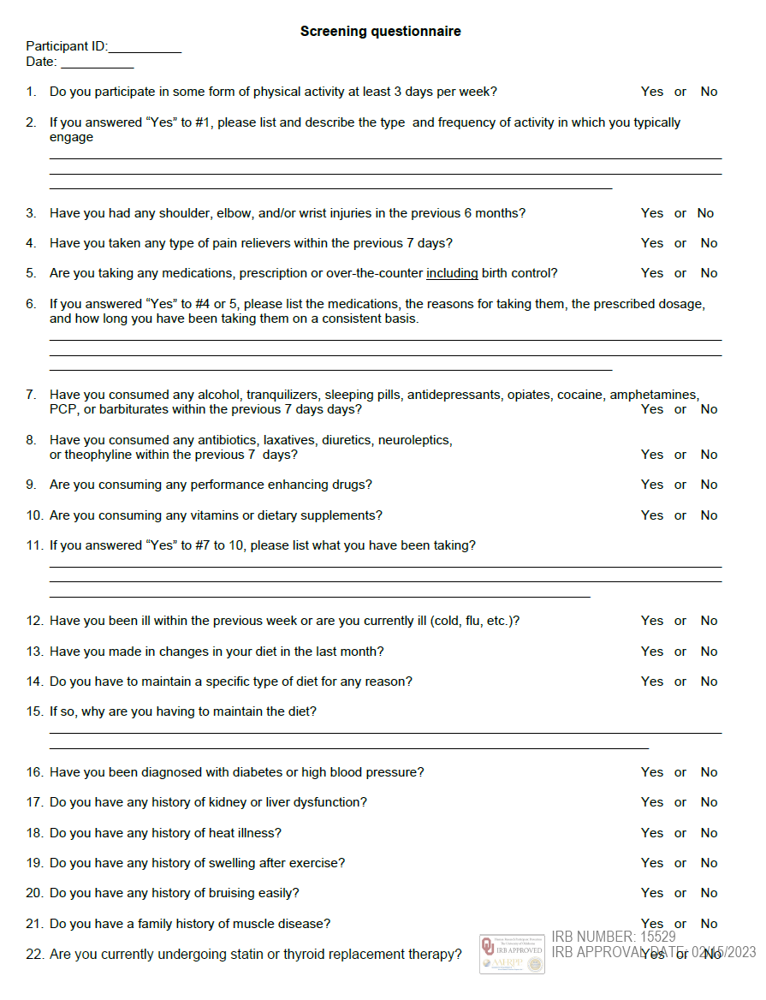 Screening questionnaire
Participant ID:__________
Date: __________
1. Do you participate in some form of physical activity at least 3 days per week? Yes or No
2. If you answered “Yes” to #1, please list and describe the type and frequency of activity in which you typically
engage
3. Have you had any shoulder, elbow, and/or wrist injuries in the previous 6 months? Yes or No
4. Have you taken any type of pain relievers within the previous 7 days? Yes or No
5. Are you taking any medications, prescription or over-the-counter including birth control? Yes or No
6. If you answered “Yes” to #4 or 5, please list the medications, the reasons for taking them, the prescribed dosage,
and how long you have been taking them on a consistent basis.
7. Have you consumed any alcohol, tranquilizers, sleeping pills, antidepressants, opiates, cocaine, amphetamines,
PCP, or barbiturates within the previous 7 days days? Yes or No
8. Have you consumed any antibiotics, laxatives, diuretics, neuroleptics,
or theophyline within the previous 7 days? Yes or No
9. Are you consuming any performance enhancing drugs? Yes or No
10. Are you consuming any vitamins or dietary supplements? Yes or No
11. If you answered “Yes” to #7 to 10, please list what you have been taking?
12. Have you been ill within the previous week or are you currently ill (cold, flu, etc.)? Yes or No
13. Have you made in changes in your diet in the last month? Yes or No
14. Do you have to maintain a specific type of diet for any reason? Yes or No
15. If so, why are you having to maintain the diet?
16. Have you been diagnosed with diabetes or high blood pressure? Yes or No
17. Do you have any history of kidney or liver dysfunction? Yes or No
18. Do you have any history of heat illness? Yes or No
19. Do you have any history of swelling after exercise? Yes or No
20. Do you have any history of bruising easily? Yes or No
21. Do you have a family history of muscle disease? Yes or No
22. Are you currently undergoing statin or thyroid replacement therapy? Yes or No
IRB APPROVED
AAHRPP
IRB NUMBER: 15529
IRB APPROVAL DATE: 02/15/2023